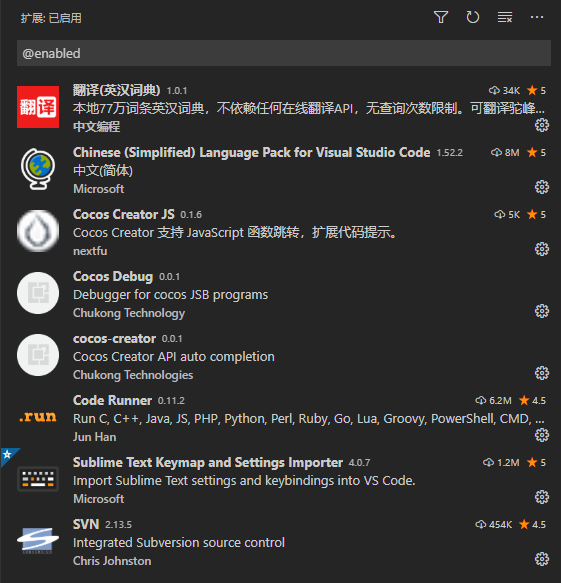 扩展: 已启用
@enabled
翻译(英汉词典) 1.0.1 34K 5
本地77万词条英汉词典，不依赖任何在线翻译API，无查询次数限制。可翻译驼峰...
中文编程
Chinese (Simplified) Language Pack for Visual Studio Code 1.52.2 8M 5
中文(简体)
Microsoft
Cocos Creator JS 0.1.6 5K 5
Cocos Creator 支持 JavaScript 函数跳转，扩展代码提示。
nextfu
Cocos Debug 0.0.1
Debugger for cocos JSB programs
Chukong Technology
cocos-creator 0.0.1
Cocos Creator API auto completion
Chukong Technologies
.run Code Runner 0.11.2 6.2M 4.5
Run C, C++, Java, JS, PHP, Python, Perl, Ruby, Go, Lua, Groovy, PowerShell, CMD, ...
Jun Han
Sublime Text Keymap and Settings Importer 4.0.7 1.2M 5
Import Sublime Text settings and keybindings into VS Code.
Microsoft
SVN 2.13.5 454K 4.5
Integrated Subversion source control
Chris Johnston